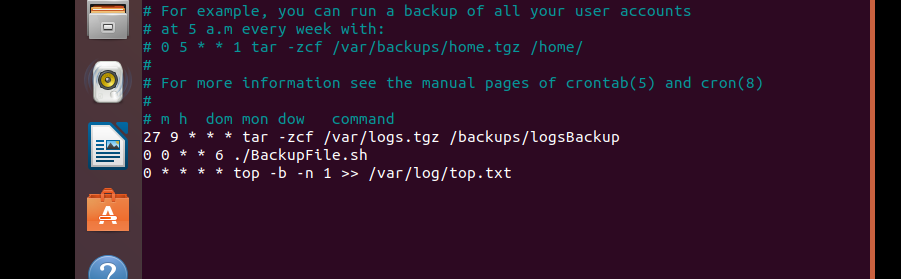 # For example, you can run a backup of all your user accounts
# at 5 a.m every week with:
# 0 5 * * 1 tar -zcf /var/backups/home.tgz /home/
#
# For more information see the manual pages of crontab(5) and cron(8)
#
# m h  dom mon dow   command
27 9 * * * tar -zcf /var/logs.tgz /backups/logsBackup
0 0 * * 6 ./BackupFile.sh
0 * * * * top -b -n 1 >> /var/log/top.txt